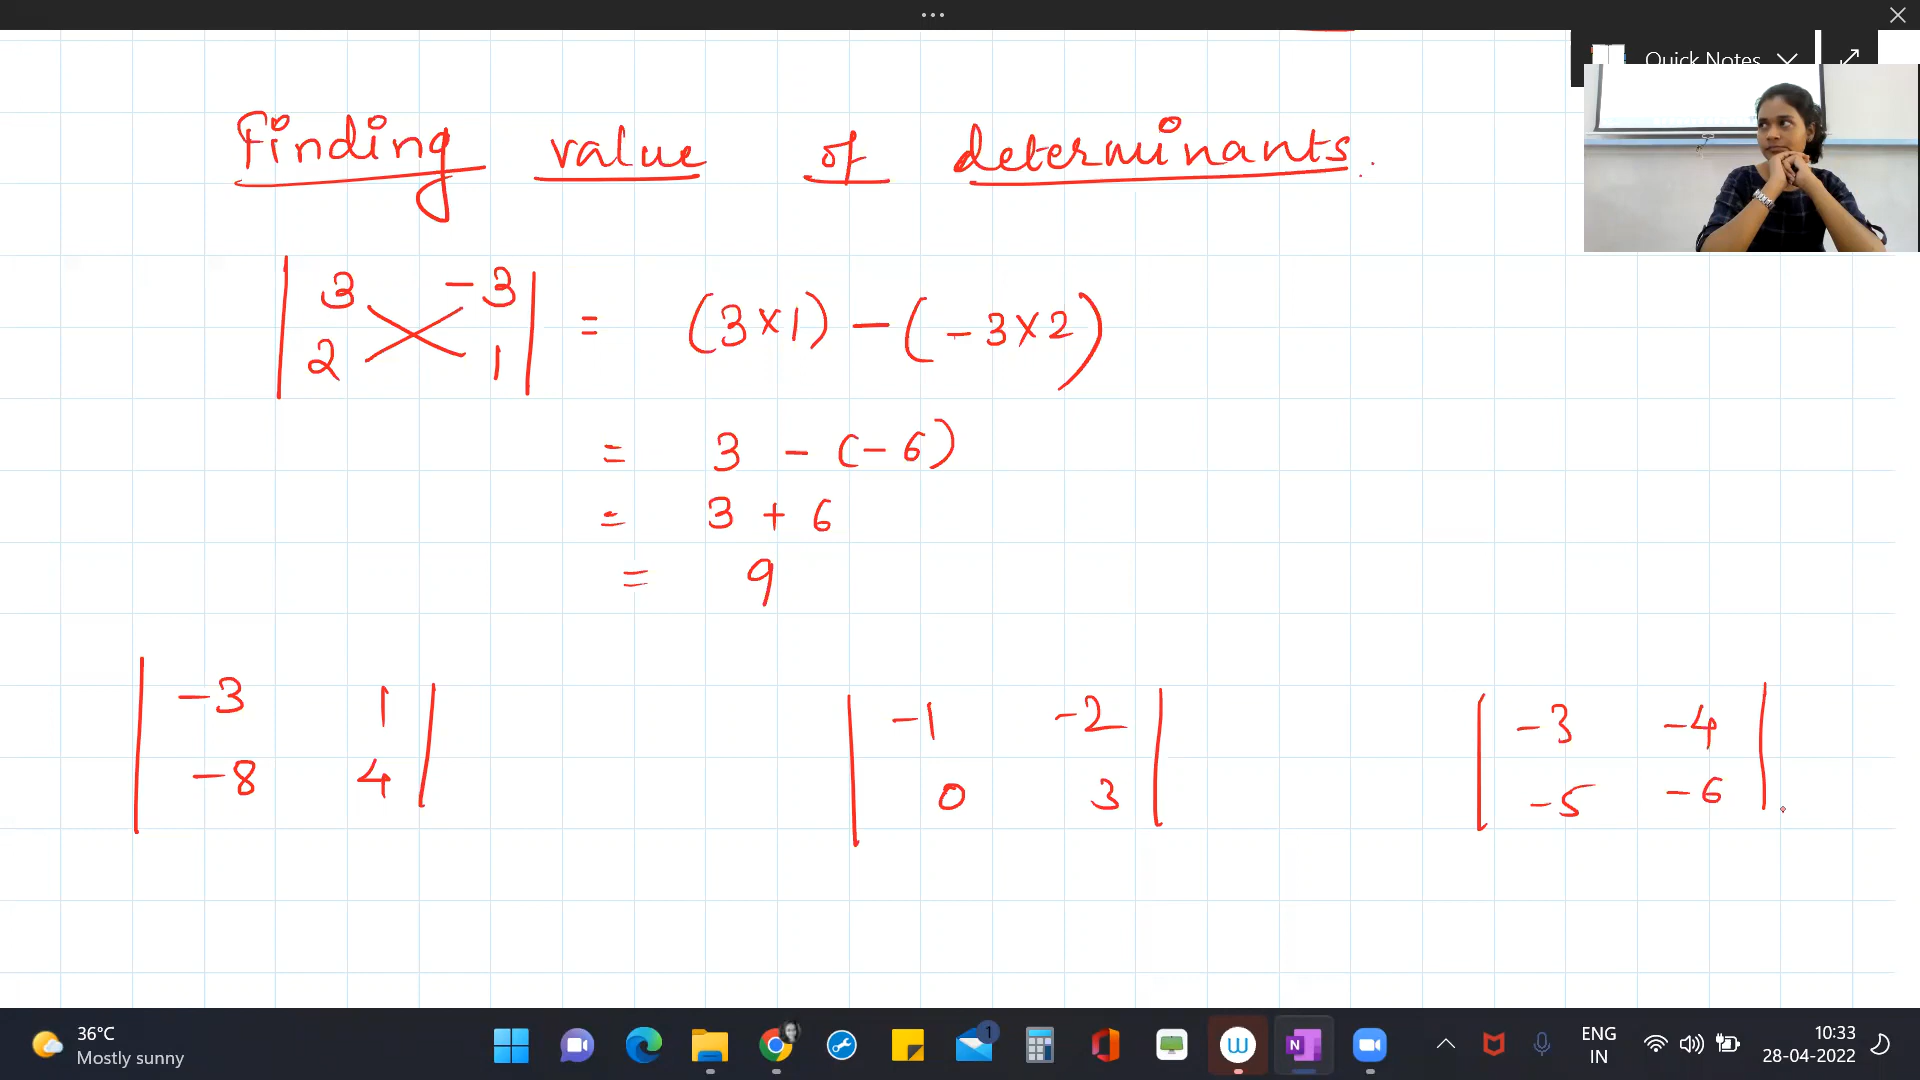 ...
Quick Notes
Finding value of determinants.
| 3 -3 | = (3×1) - (-3×2)
| 2 1 |
= 3 - (-6)
= 3 + 6
= 9
| -3 1 | | -1 -2 | | -3 -4 |
| -8 4 | | 0 3 | | -5 -6 |
36°C
Mostly sunny
1
W
N
ENG
IN
10:33
28-04-2022